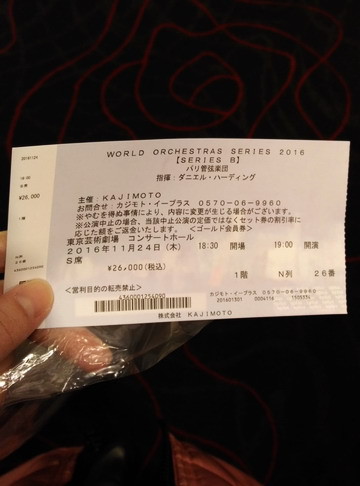 WORLD ORCHESTRAS SERIES 2016
【SERIES B】
パリ管弦楽団
指揮：ダニエル・ハーディング
主催：KAJIMOTO
お問合せ：カジモト・イープラス 0570-06-9960
※やむを得ぬ事情により、内容に変更が生じる場合がございます。
※公演中止の場合、当該中止公演の定価ではなくセット券の割引率に
応じた額をご返金いたします。 <ゴールド会員券>
東京芸術劇場 コンサートホール
2016年11月24日(木) 18:30 開場 19:00 開演
S席
¥26,000(税込)
1階 N列 26番
<営利目的の転売禁止>
4360001254090
カジモト・イープラス 0570-06-9960
株式会社 KAJIMOTO
¥26,000